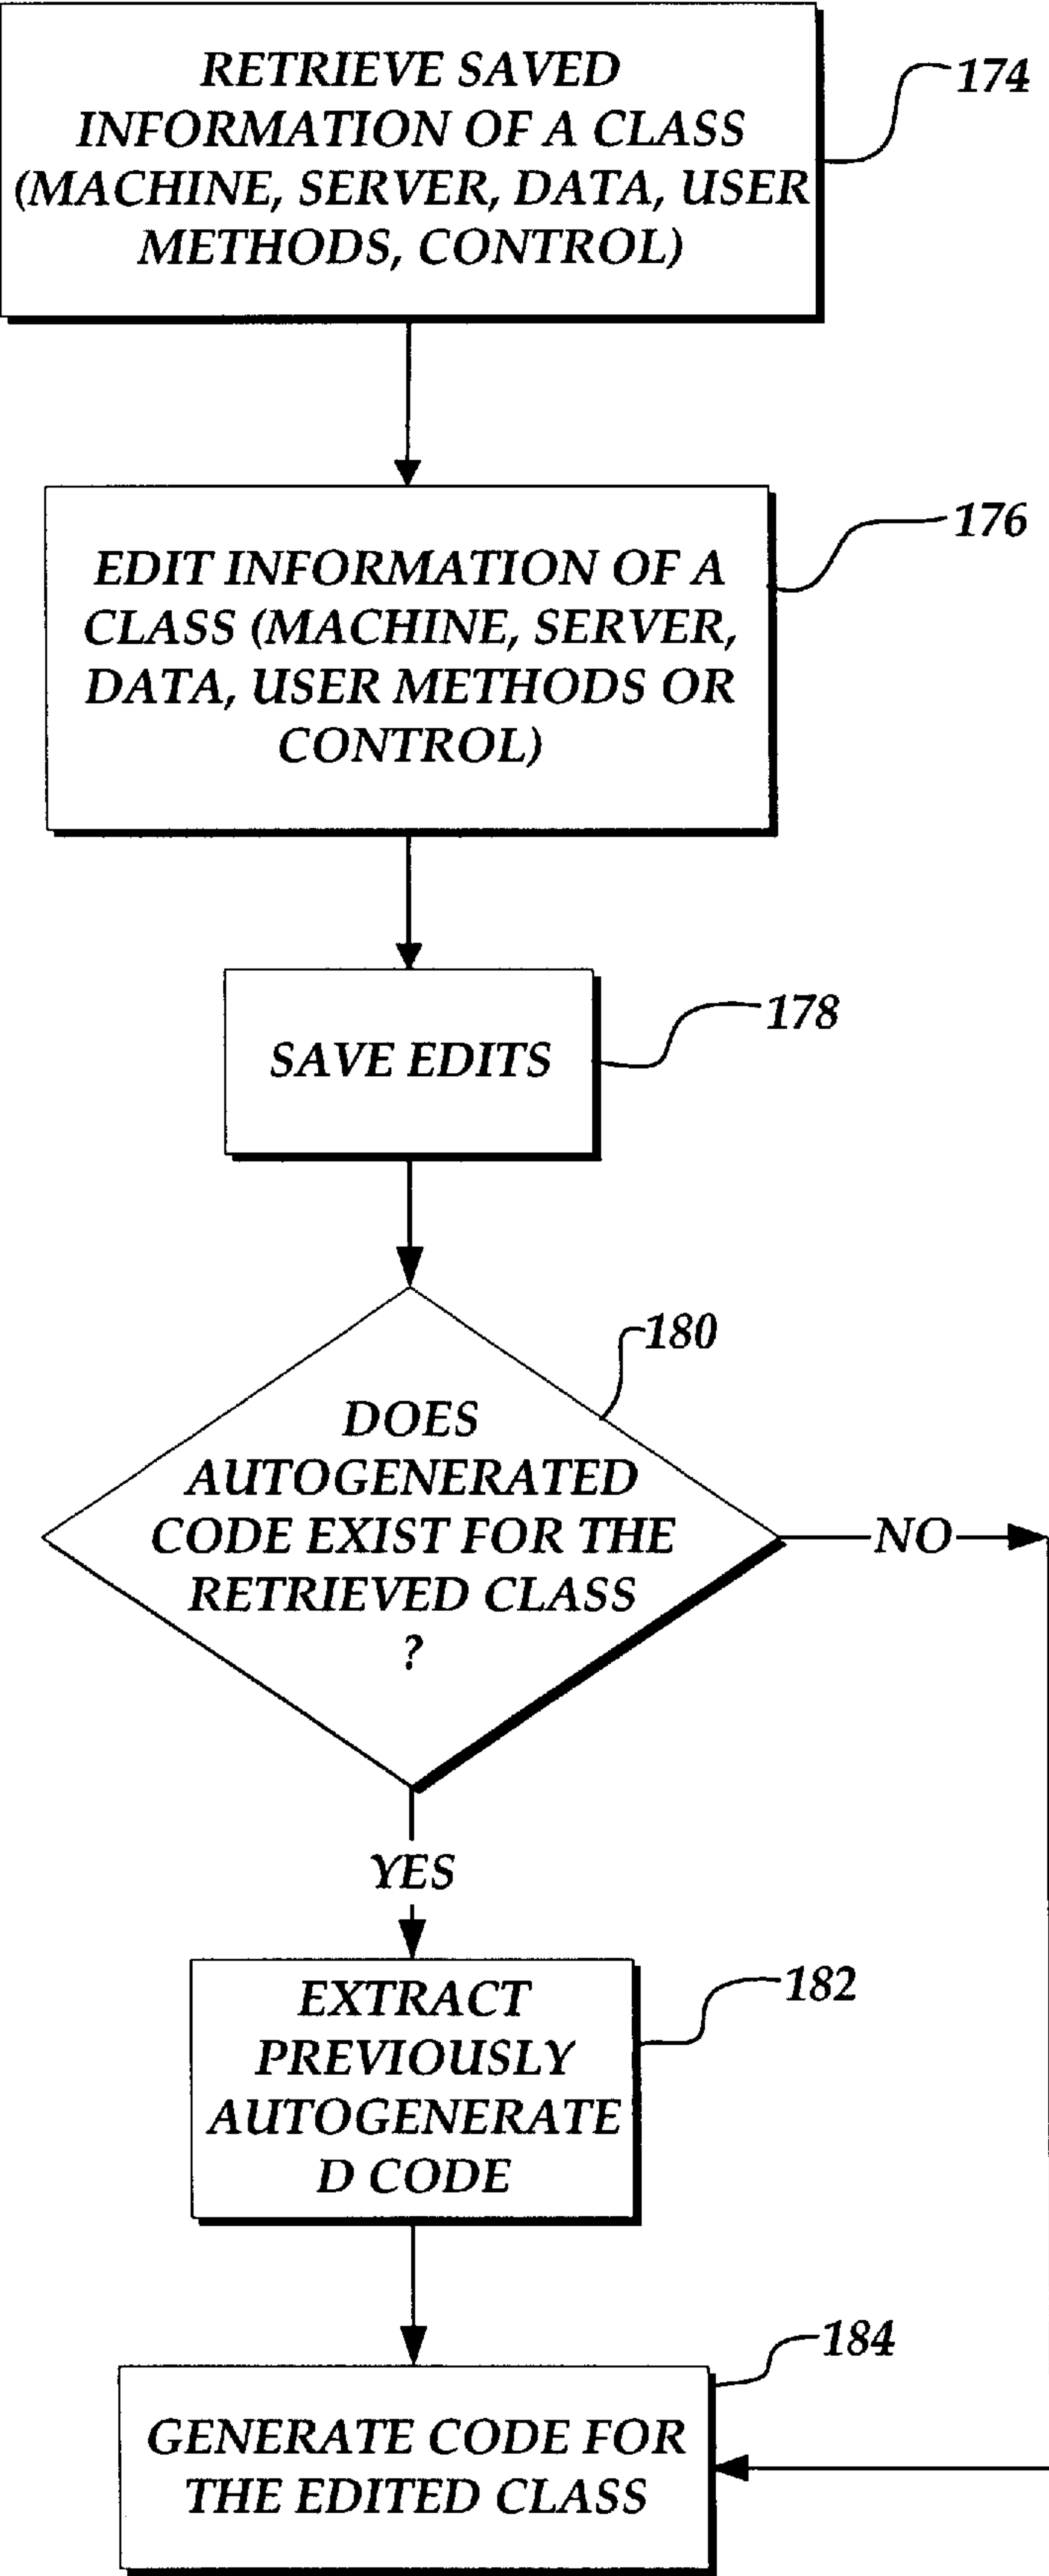 RETRIEVE SAVED
INFORMATION OF A CLASS
(MACHINE, SERVER, DATA, USER
METHODS, CONTROL)
174
EDIT INFORMATION OF A
CLASS (MACHINE, SERVER,
DATA, USER METHODS OR
CONTROL)
176
SAVE EDITS
178
DOES
AUTOGENERATED
CODE EXIST FOR THE
RETRIEVED CLASS
?
180
NO
YES
EXTRACT
PREVIOUSLY
AUTOGENERATE
D CODE
182
GENERATE CODE FOR
THE EDITED CLASS
184